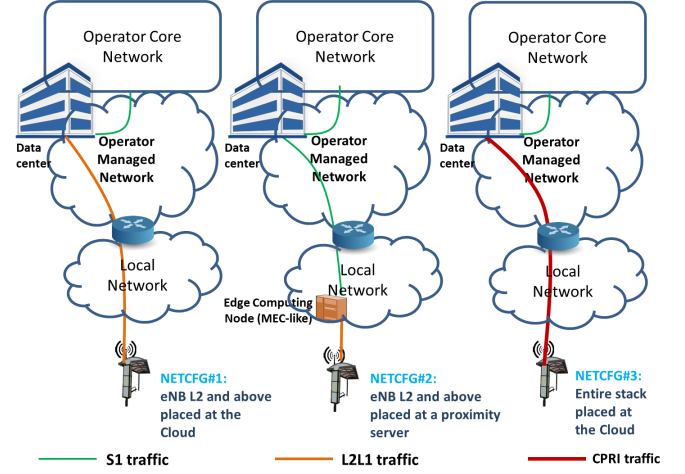 Operator Core
Network
Data
center
Operator
Managed
Network
Local
Network
NETCFG#1:
eNB L2 and above
placed at the
Cloud
Operator Core
Network
Data
center
Operator
Managed
Network
Local
Network
Edge Computing
Node (MEC-like)
NETCFG#2:
eNB L2 and above
placed at a proximity
server
Operator Core
Network
Data
center
Operator
Managed
Network
Local
Network
NETCFG#3:
Entire stack
placed at
the Cloud
S1 traffic
L2L1 traffic
CPRI traffic